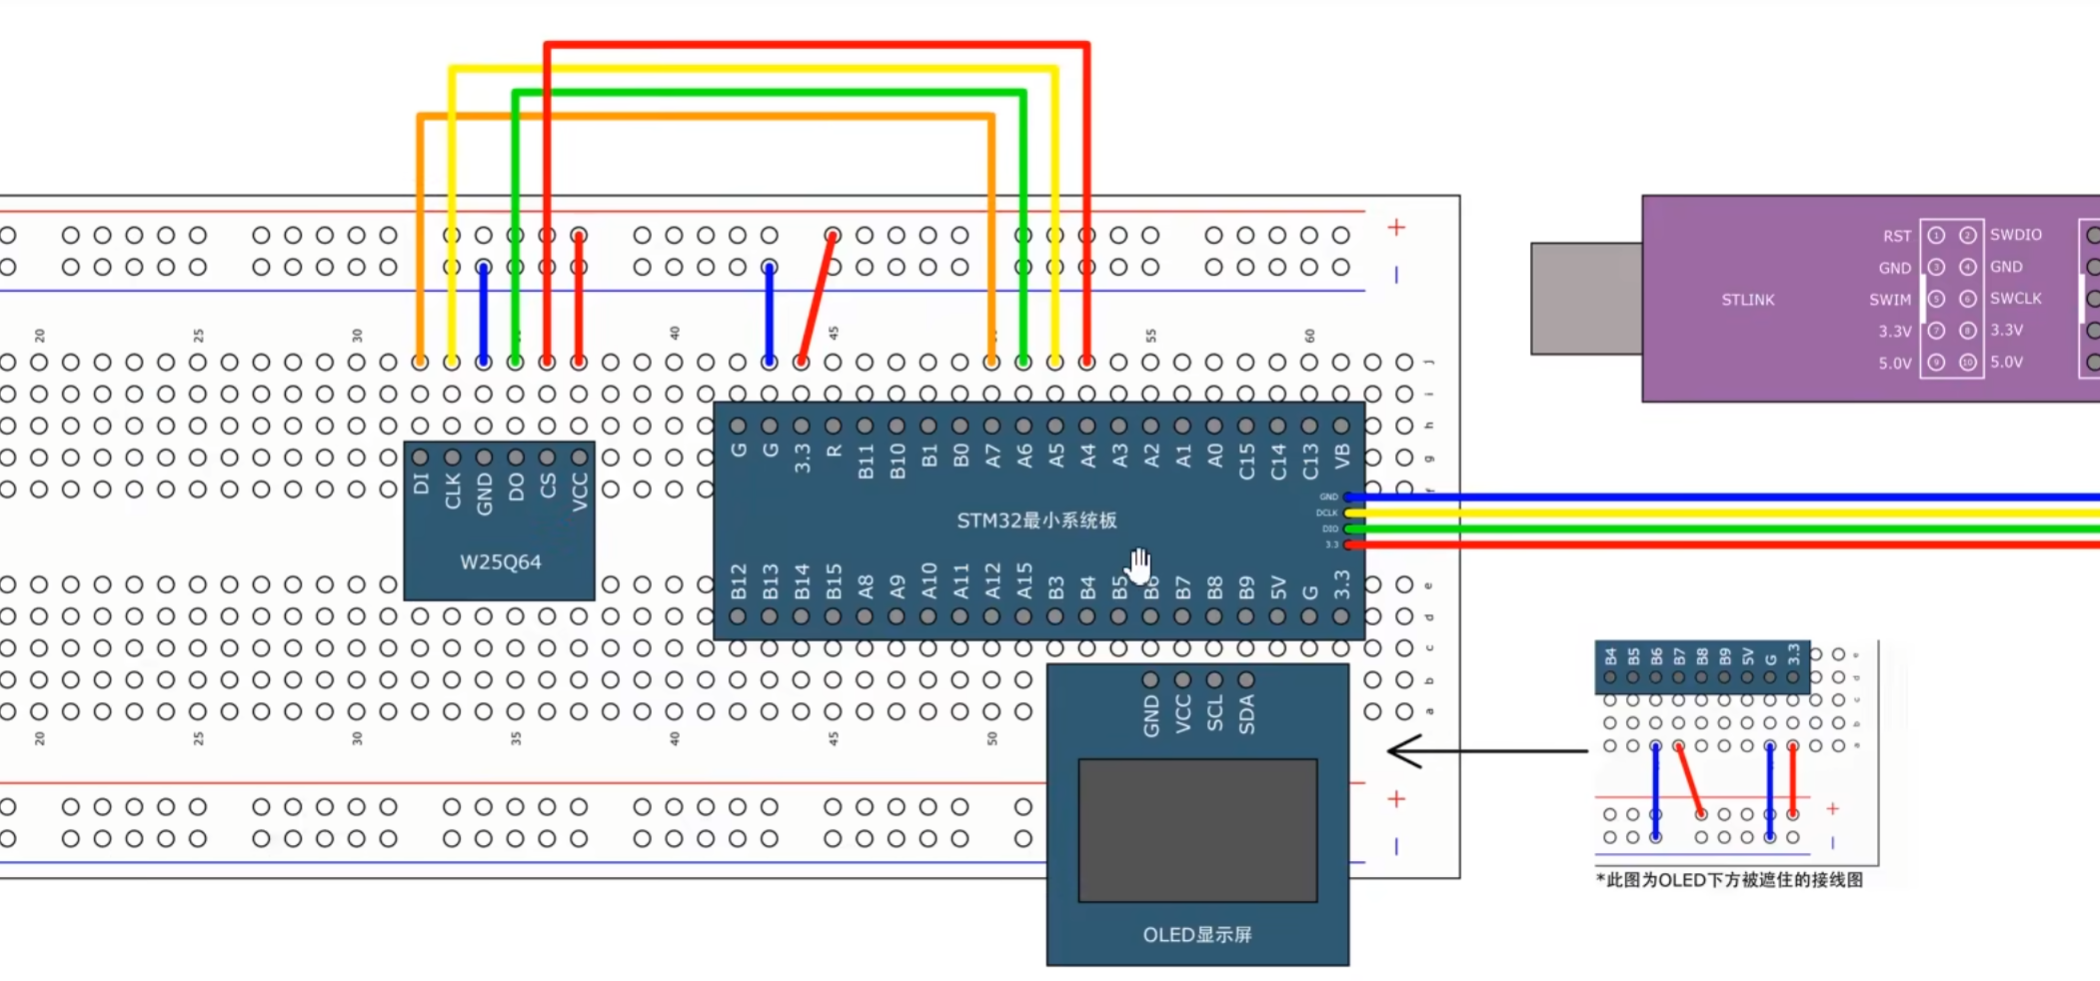 +
|
20 25 30 40 45 55 60
j
i
h
g
f
DI CLK GND DO CS VCC
W25Q64
G G 3.3 R B11 B10 B1 B0 A7 A6 A5 A4 A3 A2 A1 A0 C15 C14 C13 VB
STM32最小系统板
GND
DCLK
DIO
3.3
B12 B13 B14 B15 A8 A9 A10 A11 A12 A15 B3 B4 B5 B6 B7 B8 B9 5V G 3.3
e
d
c
b
a
20 25 30 35 40 45 50
+
|
GND VCC SCL SDA
OLED显示屏
STLINK
RST 1 2 SWDIO
GND 3 4 GND
SWIM 5 6 SWCLK
3.3V 7 8 3.3V
5.0V 9 10 5.0V
B4 B5 B6 B7 B8 B9 5V G 3.3
e
d
c
b
a
+
|
*此图为OLED下方被遮住的接线图